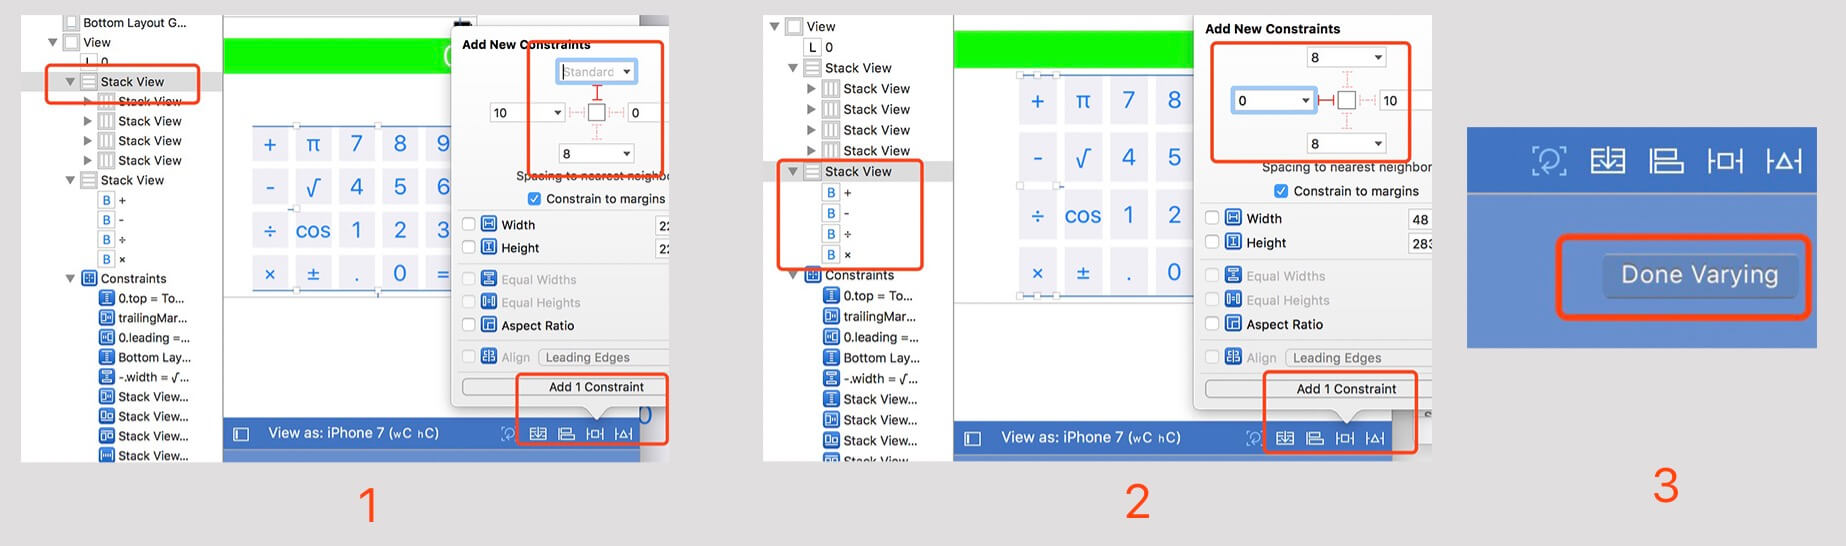 Bottom Layout G...
View
L 0
Stack View
Stack View
Stack View
Stack View
Stack View
Stack View
B +
B -
B ÷
B ×
Constraints
0.top = To...
trailingMar...
0.leading =...
Bottom Lay...
-.width = √...
Stack View...
Stack View...
Stack View...
Stack View...
+ π 7 8 9
- √ 4 5 6
÷ cos 1 2 3
× ± . 0 =
Add New Constraints
Standard
10
0
8
Spacing to nearest neighbo
Constrain to margins
Width
22
Height
22
Equal Widths
Equal Heights
Aspect Ratio
Align
Leading Edges
Add 1 Constraint
View as: iPhone 7 (wC hC)
1
View
L 0
Stack View
Stack View
Stack View
Stack View
Stack View
Stack View
B +
B -
B ÷
B ×
Constraints
0.top = To...
trailingMar...
0.leading =...
Bottom Lay...
-.width = √...
Stack View...
Stack View...
Stack View...
Stack View...
+ π 7 8
- √ 4 5
÷ cos 1 2
× ± . 0
Add New Constraints
8
0
10
8
Spacing to nearest neighbor
Constrain to margins
Width
48
Height
283
Equal Widths
Equal Heights
Aspect Ratio
Align
Leading Edges
Add 1 Constraint
View as: iPhone 7 (wC hC)
2
Done Varying
3